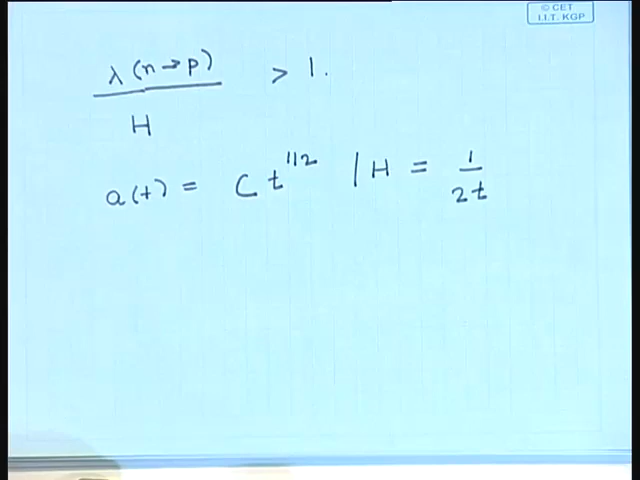 © CET
I.I.T. KGP
λ (n → p) > 1.
H
a(t) = C t^1/2 | H = 1
2t